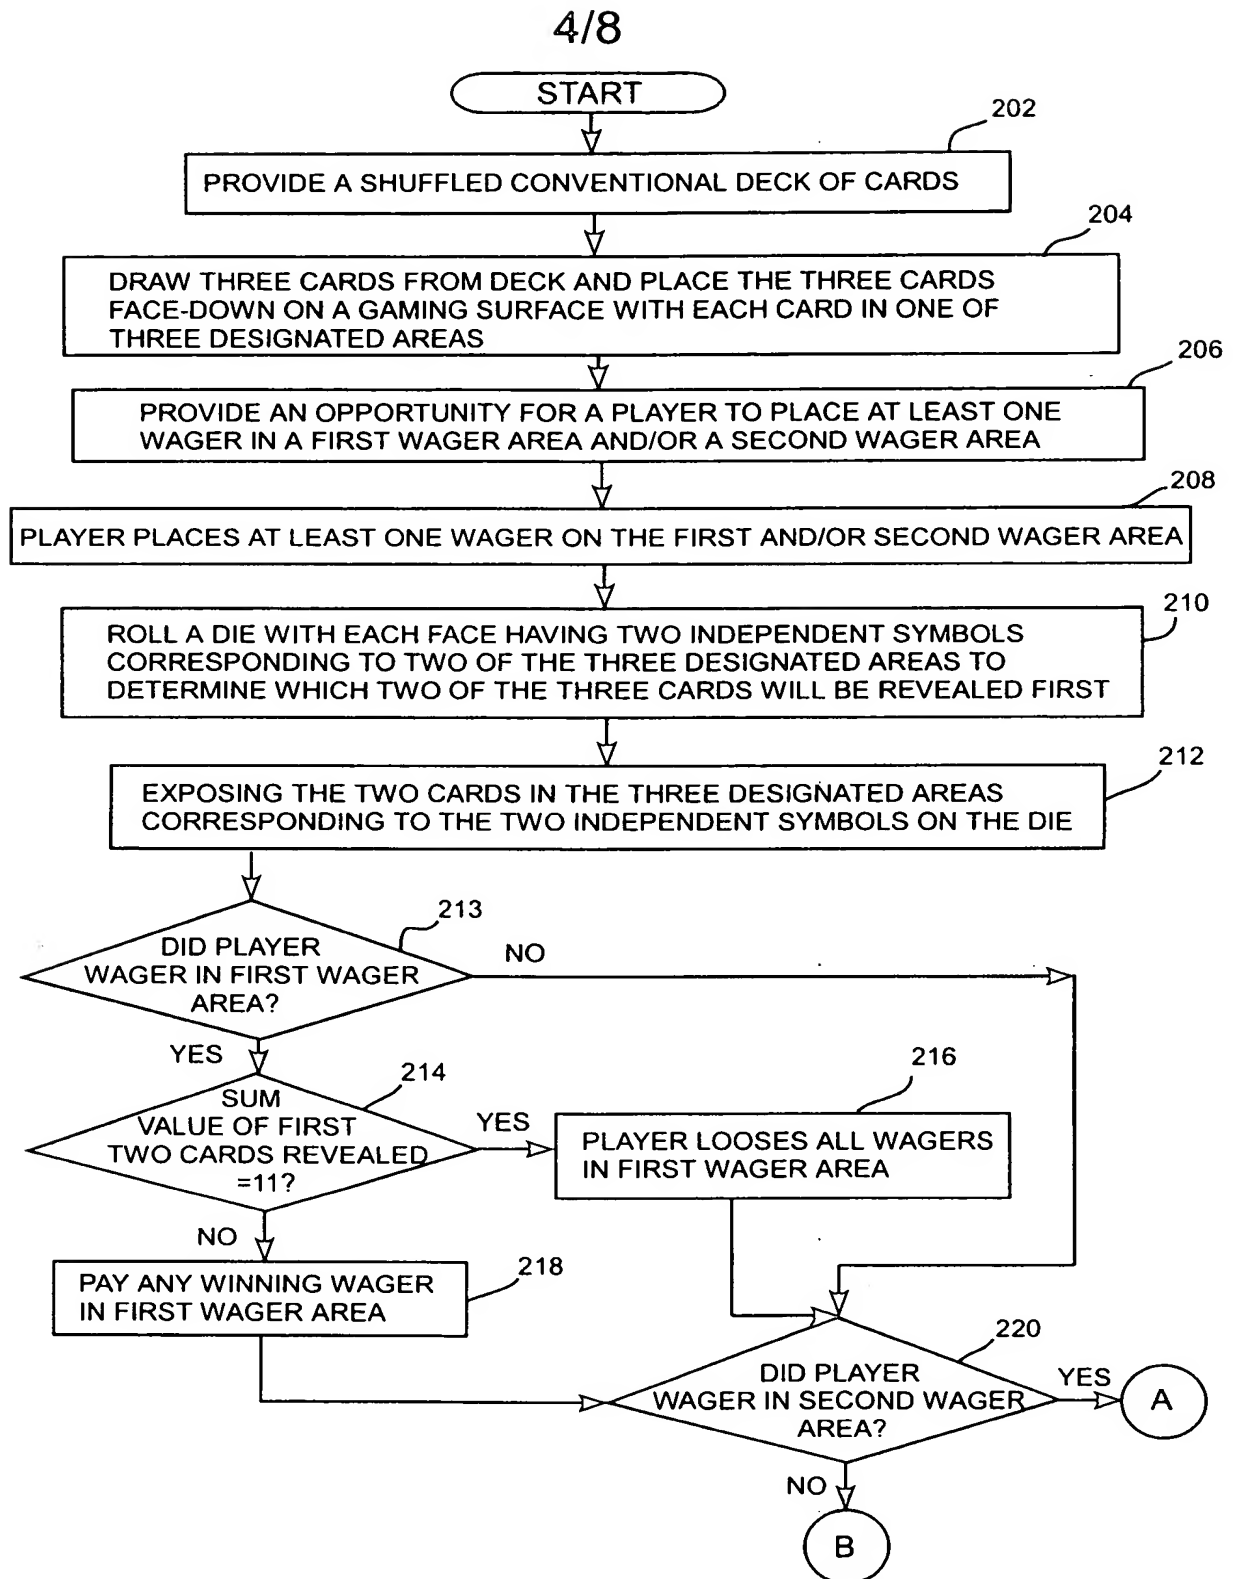 4/8
START
202
PROVIDE A SHUFFLED CONVENTIONAL DECK OF CARDS
204
DRAW THREE CARDS FROM DECK AND PLACE THE THREE CARDS
FACE-DOWN ON A GAMING SURFACE WITH EACH CARD IN ONE OF
THREE DESIGNATED AREAS
206
PROVIDE AN OPPORTUNITY FOR A PLAYER TO PLACE AT LEAST ONE
WAGER IN A FIRST WAGER AREA AND/OR A SECOND WAGER AREA
208
PLAYER PLACES AT LEAST ONE WAGER ON THE FIRST AND/OR SECOND WAGER AREA
210
ROLL A DIE WITH EACH FACE HAVING TWO INDEPENDENT SYMBOLS
CORRESPONDING TO TWO OF THE THREE DESIGNATED AREAS TO
DETERMINE WHICH TWO OF THE THREE CARDS WILL BE REVEALED FIRST
212
EXPOSING THE TWO CARDS IN THE THREE DESIGNATED AREAS
CORRESPONDING TO THE TWO INDEPENDENT SYMBOLS ON THE DIE
213
DID PLAYER
WAGER IN FIRST WAGER
AREA?
NO
YES
214
SUM
VALUE OF FIRST
TWO CARDS REVEALED
=11?
YES
216
PLAYER LOOSES ALL WAGERS
IN FIRST WAGER AREA
NO
218
PAY ANY WINNING WAGER
IN FIRST WAGER AREA
220
DID PLAYER
WAGER IN SECOND WAGER
AREA?
YES
A
NO
B